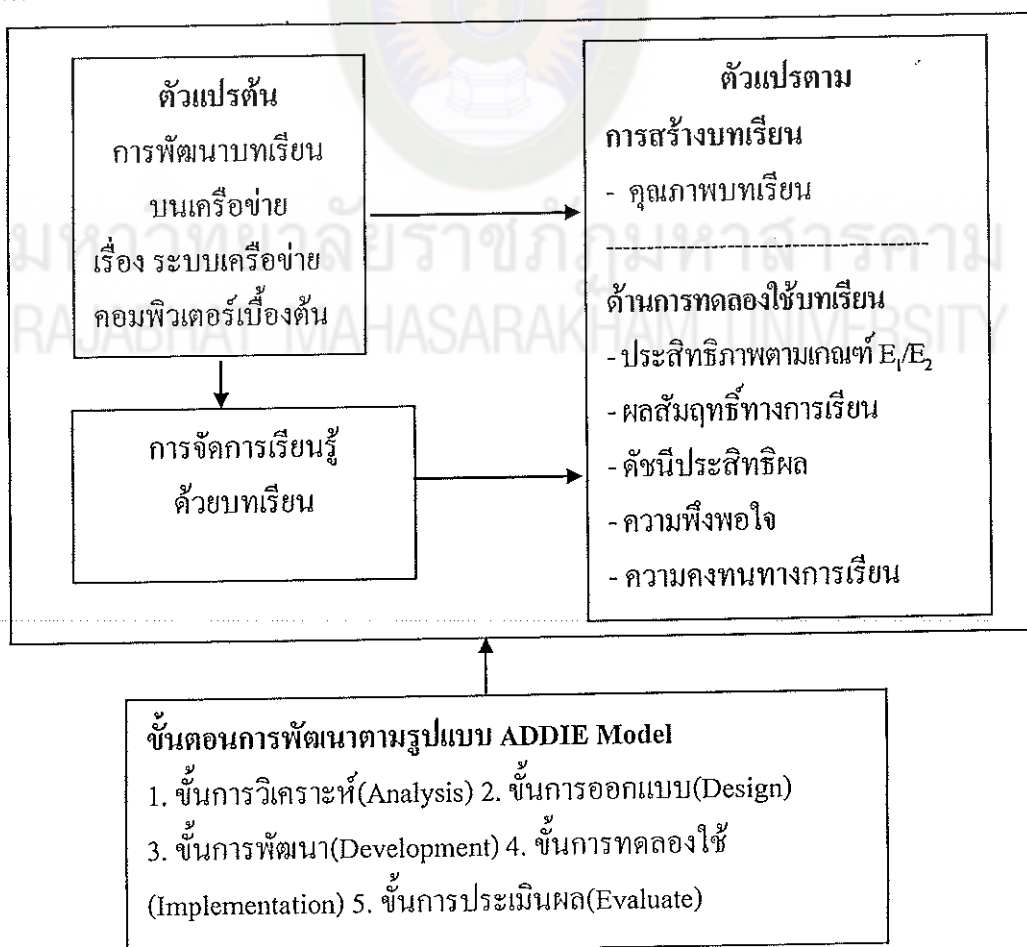 ตัวแปรต้น
การพัฒนาบทเรียน
บนเครือข่าย
เรื่อง ระบบเครือข่าย
คอมพิวเตอร์เบื้องต้น
การจัดการเรียนรู้
ด้วยบทเรียน
ตัวแปรตาม
การสร้างบทเรียน
- คุณภาพบทเรียน
ด้านการทดลองใช้บทเรียน
- ประสิทธิภาพตามเกณฑ์ E₁/E₂
- ผลสัมฤทธิ์ทางการเรียน
- ดัชนีประสิทธิผล
- ความพึงพอใจ
- ความคงทนทางการเรียน
มหาวิทยาลัยราชภัฏมหาสารคาม
RAJABHAT MAHASARAKHAM UNIVERSITY
ขั้นตอนการพัฒนาตามรูปแบบ ADDIE Model
1. ขั้นการวิเคราะห์(Analysis) 2. ขั้นการออกแบบ(Design)
3. ขั้นการพัฒนา(Development) 4. ขั้นการทดลองใช้
(Implementation) 5. ขั้นการประเมินผล(Evaluate)